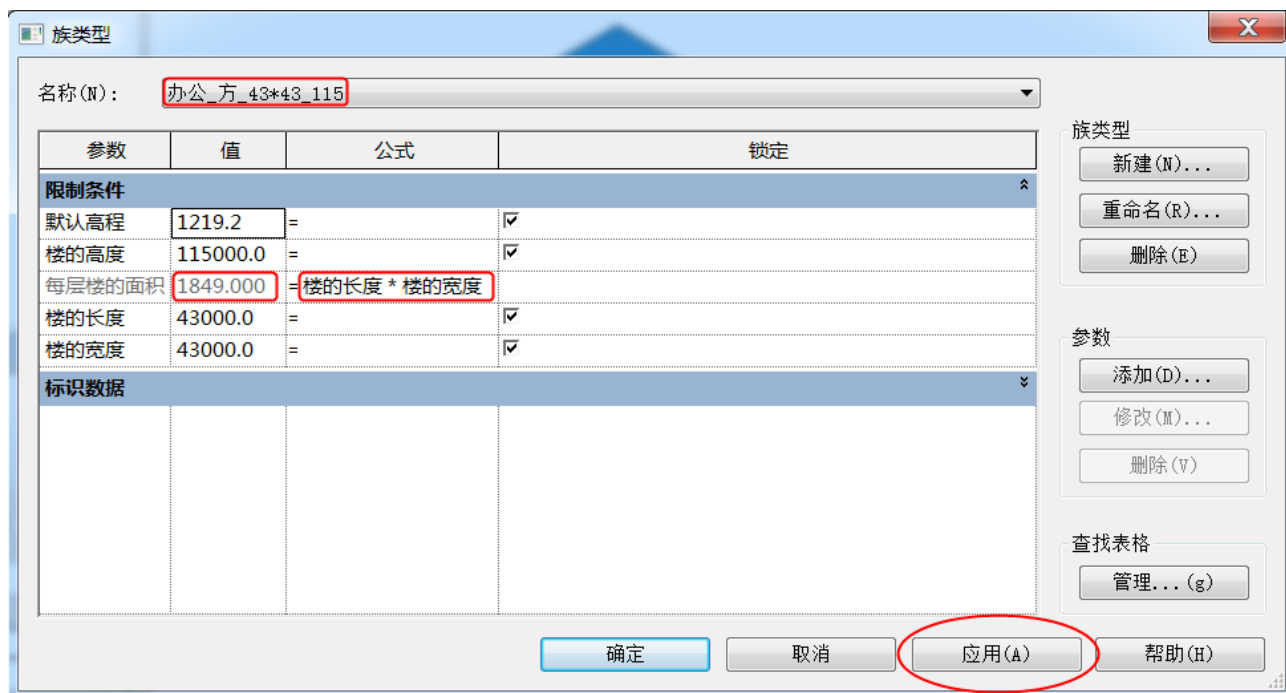 族类型
名称(N): 办公_方_43*43_115
参数 值 公式 锁定
限制条件
默认高程 1219.2 =
楼的高度 115000.0 =
每层楼的面积 1849.000 =楼的长度 * 楼的宽度
楼的长度 43000.0 =
楼的宽度 43000.0 =
标识数据
族类型
新建(N)...
重命名(R)...
删除(E)
参数
添加(D)...
修改(M)...
删除(V)
查找表格
管理...(g)
确定 取消 应用(A) 帮助(H)